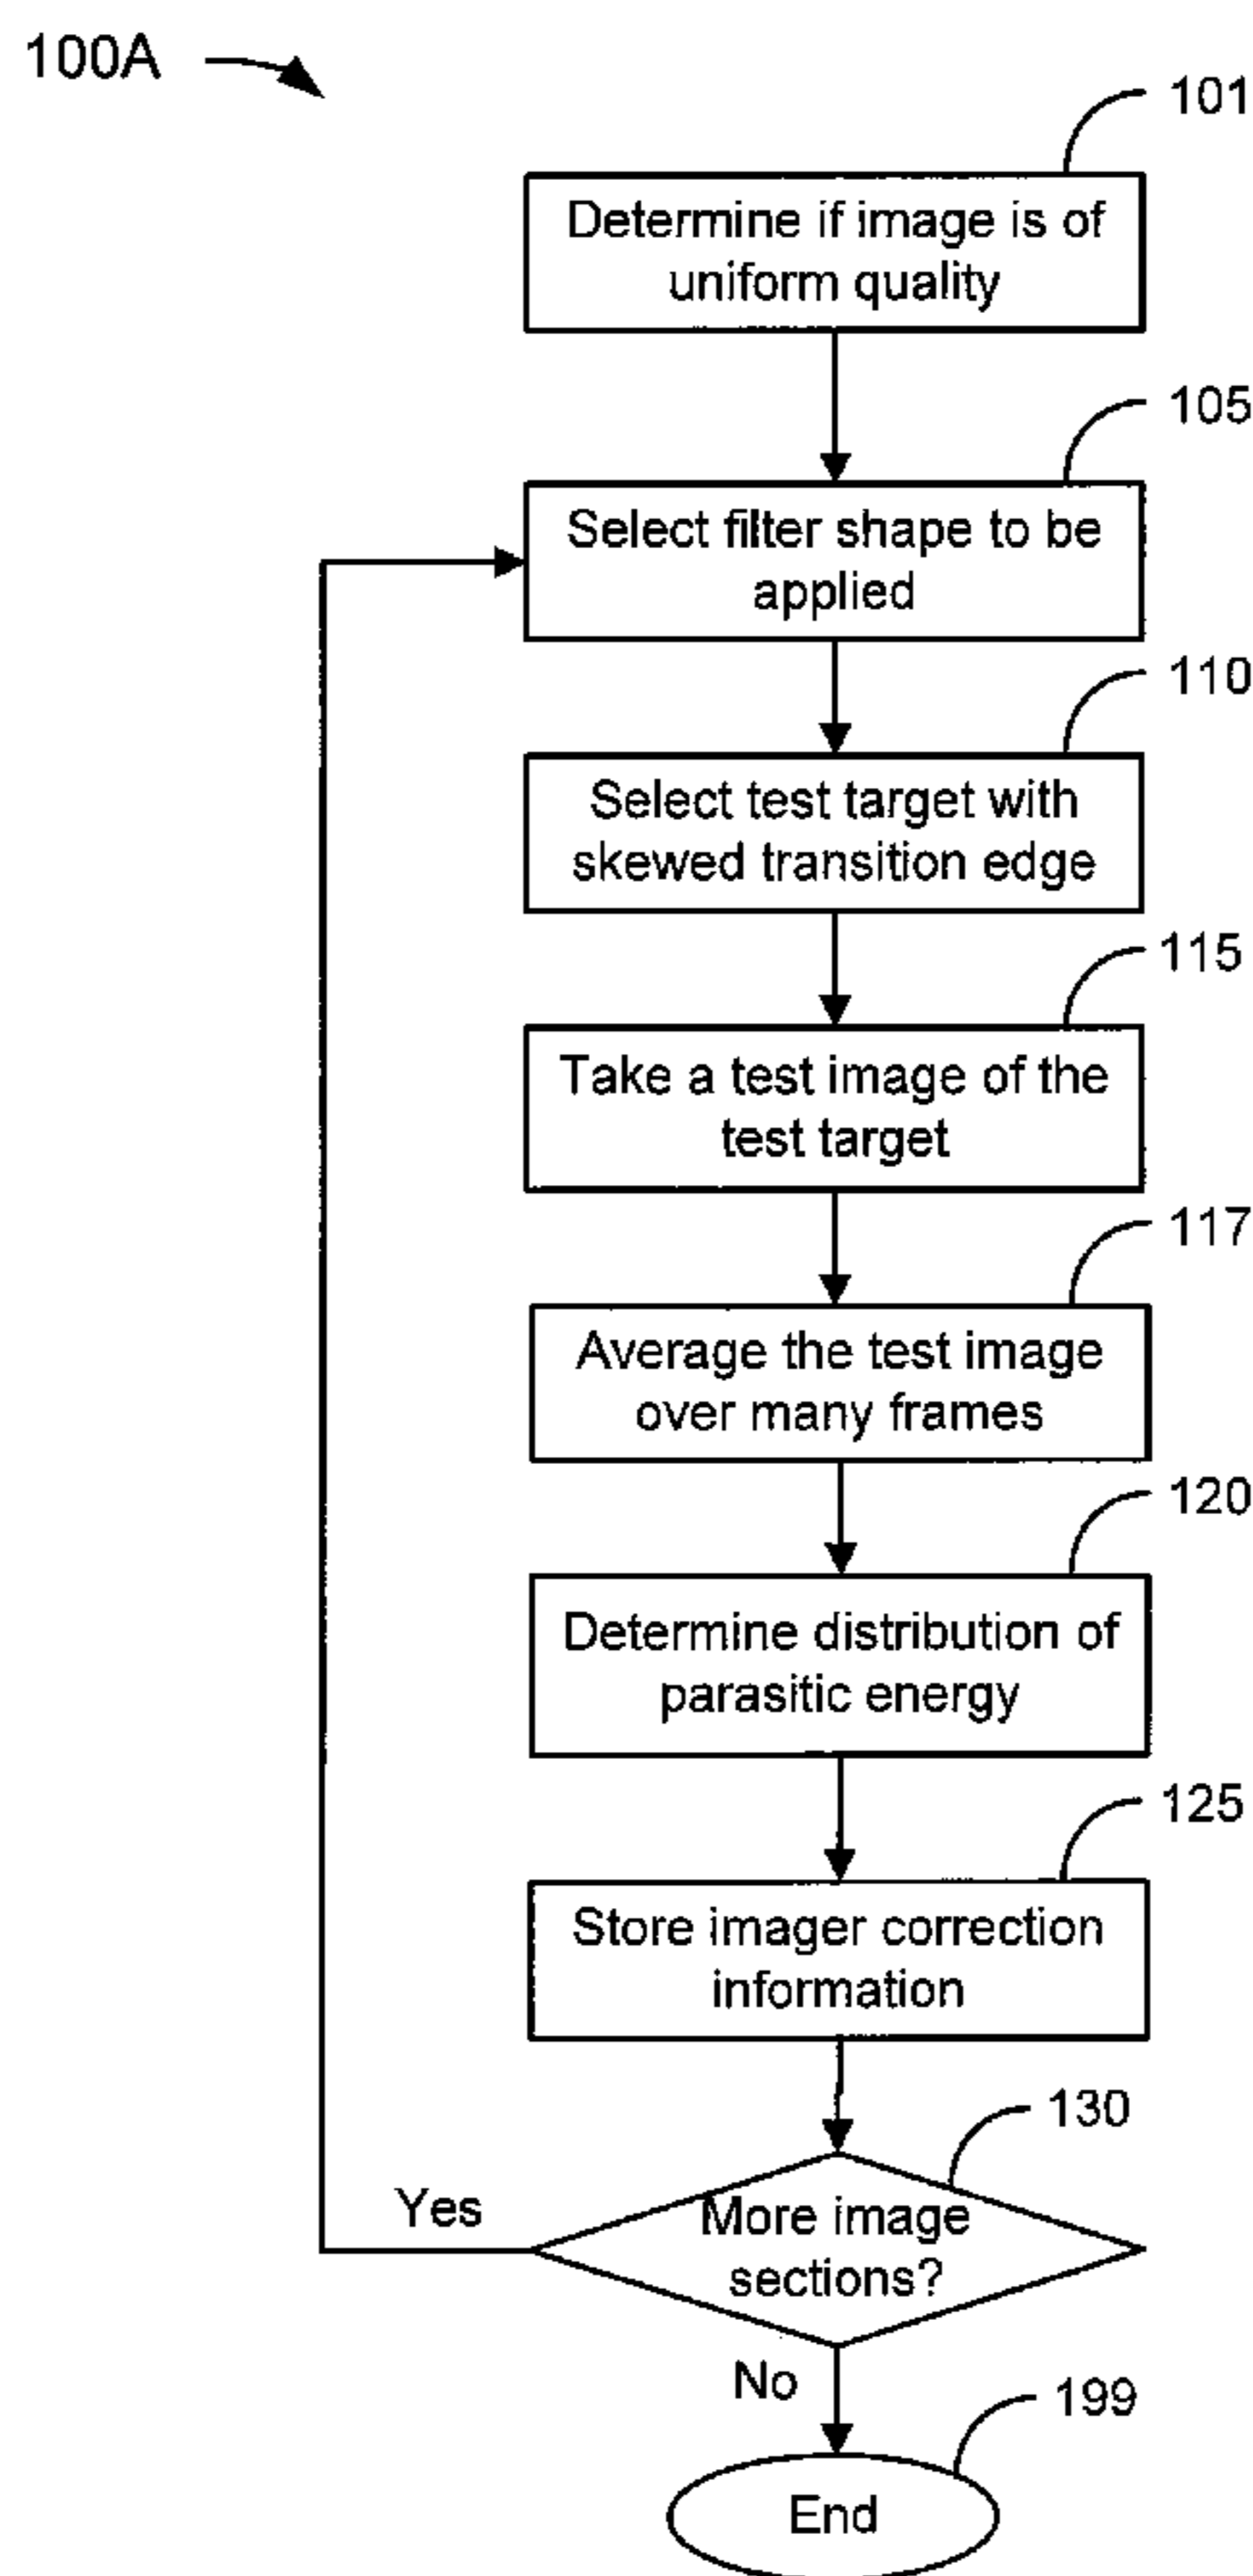 100A
101
Determine if image is of
uniform quality
105
Select filter shape to be
applied
110
Select test target with
skewed transition edge
115
Take a test image of the
test target
117
Average the test image
over many frames
120
Determine distribution of
parasitic energy
125
Store imager correction
information
130
More image
sections?
Yes
No
199
End